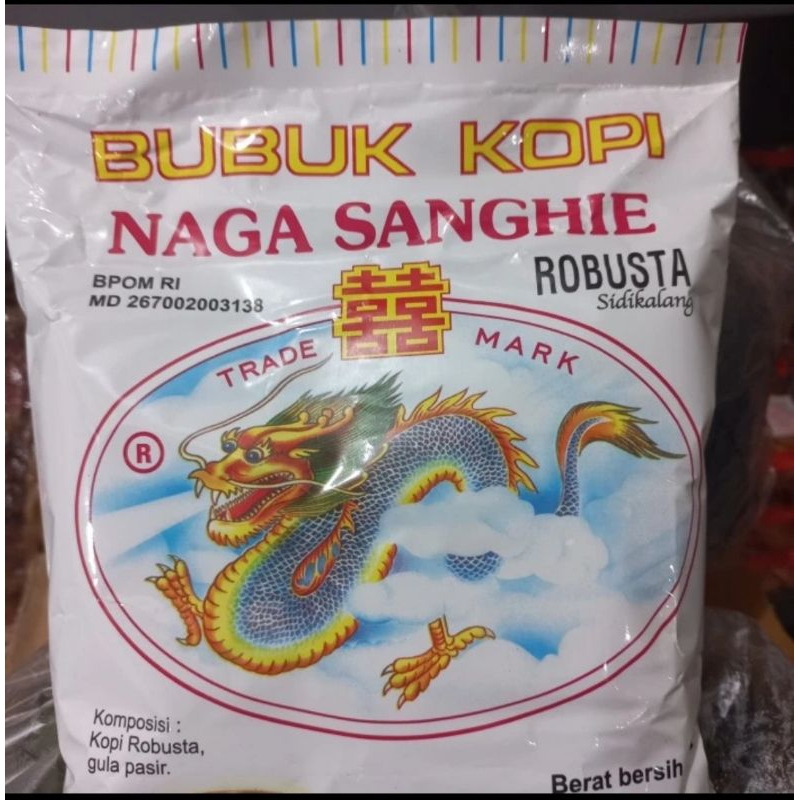 BUBUK KOPI
NAGA SANGHIE
BPOM RI
MD 267002003138
ROBUSTA
Sidikalang
囍
TRADE MARK
®
Komposisi :
Kopi Robusta,
gula pasir.
Berat bersih